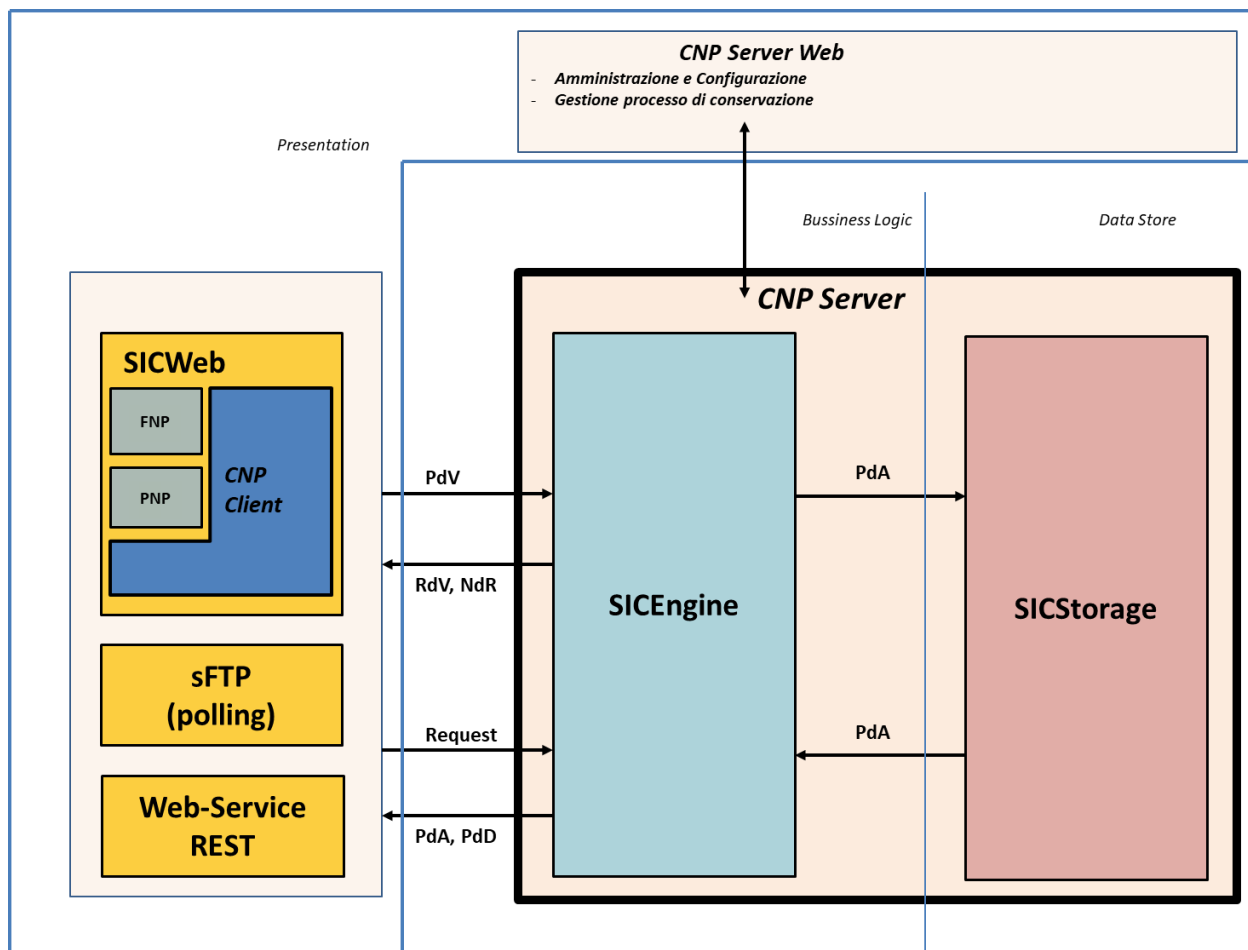 CNP Server Web
- Amministrazione e Configurazione
- Gestione processo di conservazione
Presentation
Bussiness Logic
Data Store
CNP Server
SICWeb
FNP
PNP
CNP
Client
sFTP
(polling)
Web-Service
REST
PdV
RdV, NdR
Request
PdA, PdD
SICEngine
PdA
PdA
SICStorage